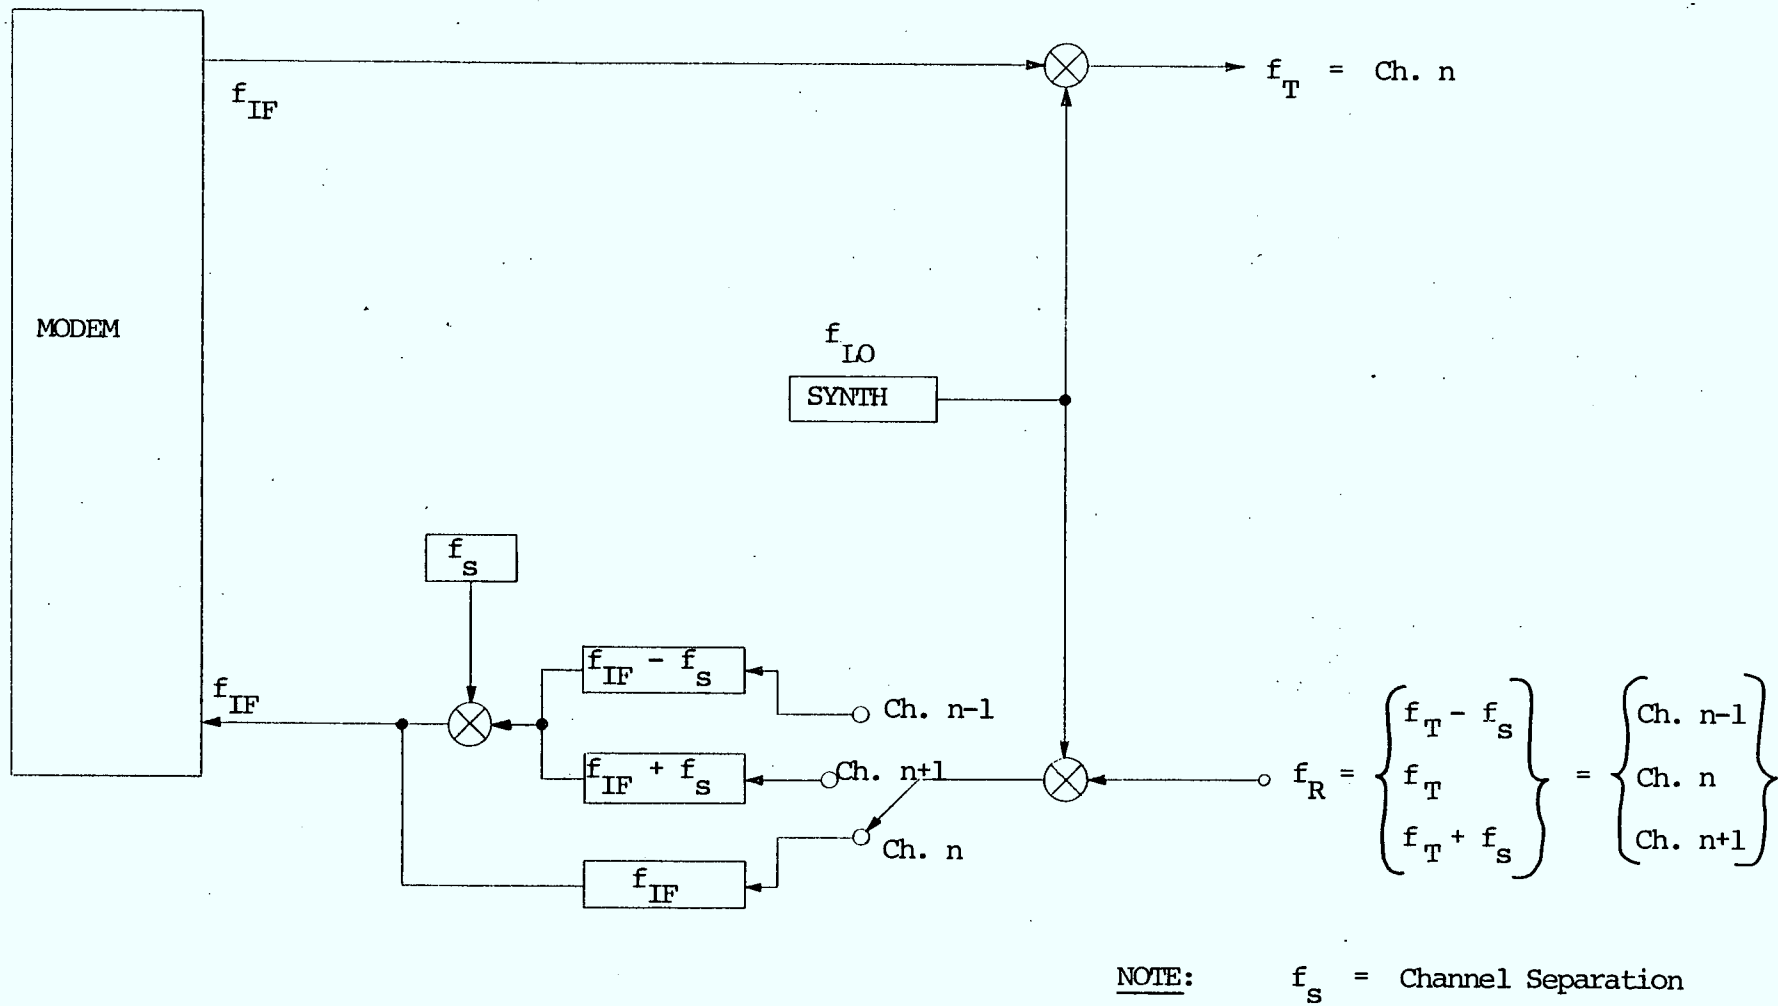 f_T = Ch. n
f_IF
MODEM
f_LO
SYNTH
f_s
f_IF - f_s
f_IF
Ch. n-1
f_IF + f_s
Ch. n+1
Ch. n
f_IF
f_R = { f_T - f_s } = { Ch. n-1 }
f_T Ch. n
f_T + f_s Ch. n+1
NOTE: f_s = Channel Separation